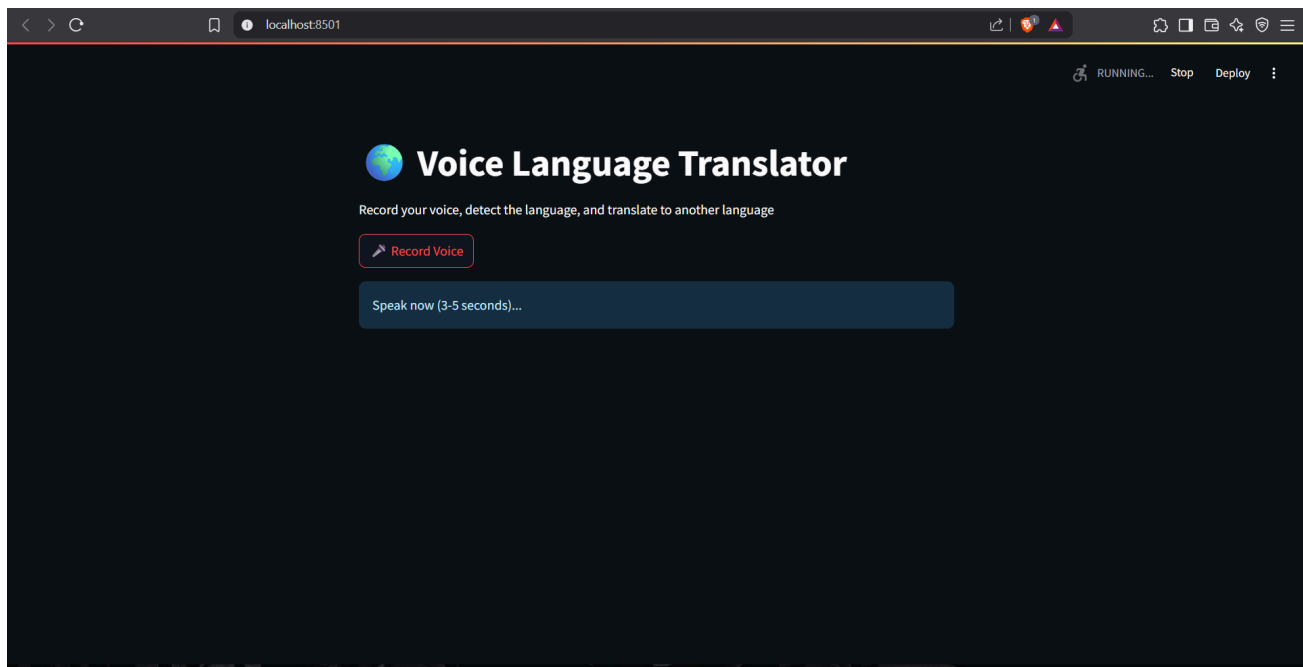 localhost:8501
RUNNING... Stop Deploy
Voice Language Translator
Record your voice, detect the language, and translate to another language
Record Voice
Speak now (3-5 seconds)...